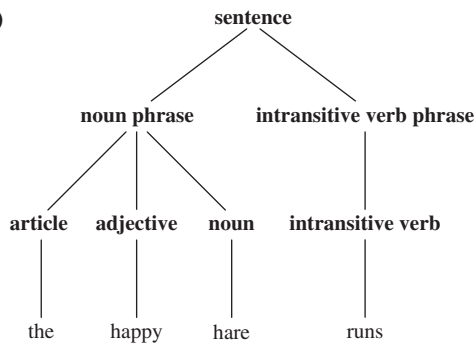 )
sentence
noun phrase intransitive verb phrase
article adjective noun intransitive verb
the happy hare runs